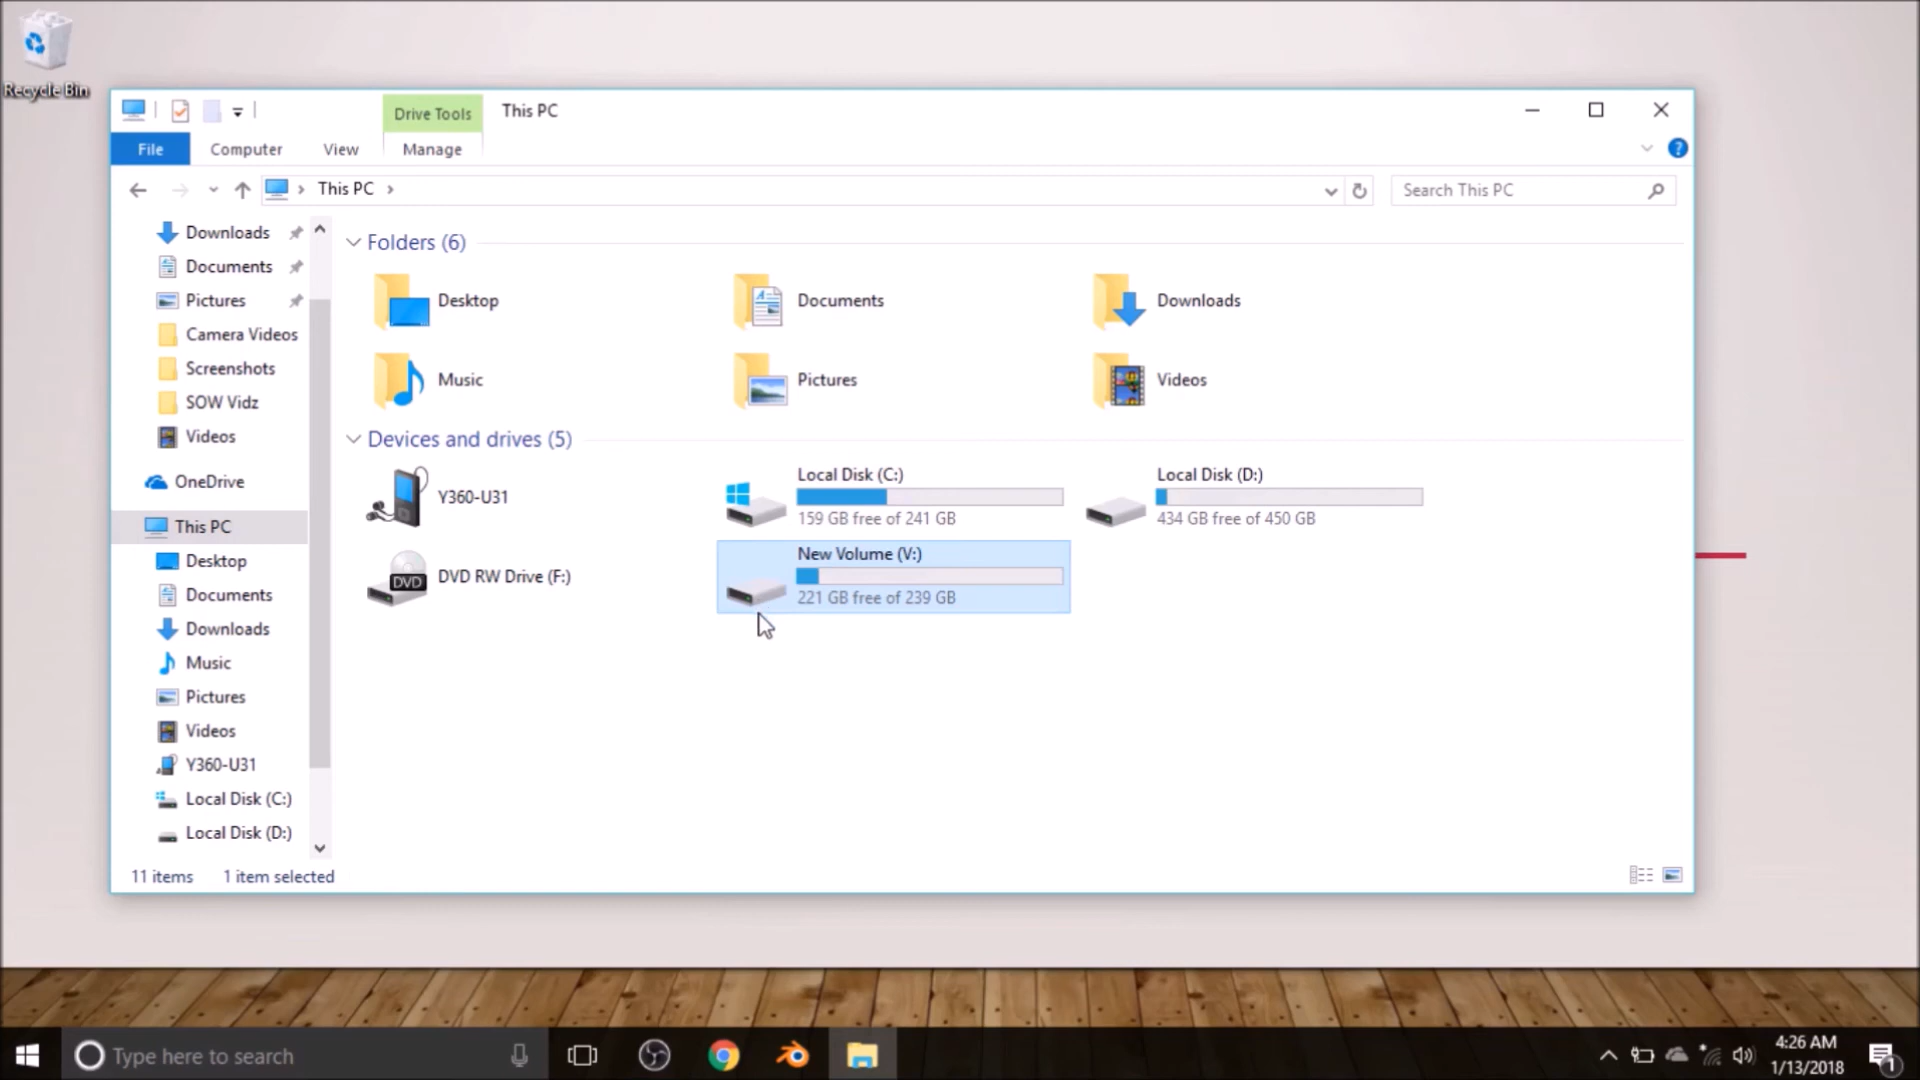 Recycle Bin
Drive Tools
This PC
File
Computer
View
Manage
This PC
Search This PC
Downloads
Documents
Pictures
Camera Videos
Screenshots
SOW Vidz
Videos
OneDrive
This PC
Desktop
Documents
Downloads
Music
Pictures
Videos
Y360-U31
Local Disk (C:)
Local Disk (D:)
Folders (6)
Desktop
Documents
Downloads
Music
Pictures
Videos
Devices and drives (5)
Y360-U31
Local Disk (C:)
159 GB free of 241 GB
Local Disk (D:)
434 GB free of 450 GB
DVD
DVD RW Drive (F:)
New Volume (V:)
221 GB free of 239 GB
11 items
1 item selected
Type here to search
4:26 AM
1/13/2018
1